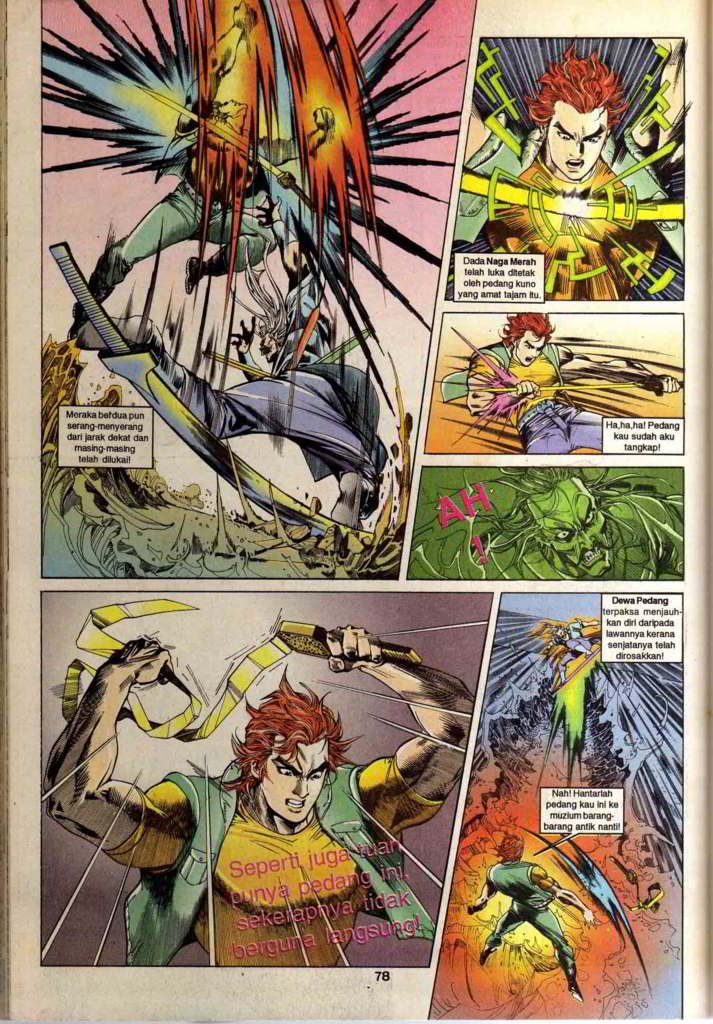 Meraka berdua pun
serang-menyerang
dari jarak dekat dan
masing-masing
telah dilukai!
Dada Naga Merah
telah luka ditetak
oleh pedang kuno
yang amat tajam itu.
Ha,ha,ha! Pedang
kau sudah aku
tangkap!
AH
!
Seperti juga tuan
punya pedang ini,
sekerapnya tidak
berguna langsung!
Dewa Pedang
terpaksa menjauh-
kan diri daripada
lawannya kerana
senjatanya telah
dirosakkan!
Nah! Hantarlah
pedang kau ini ke
muzium barang-
barang antik nanti!
78